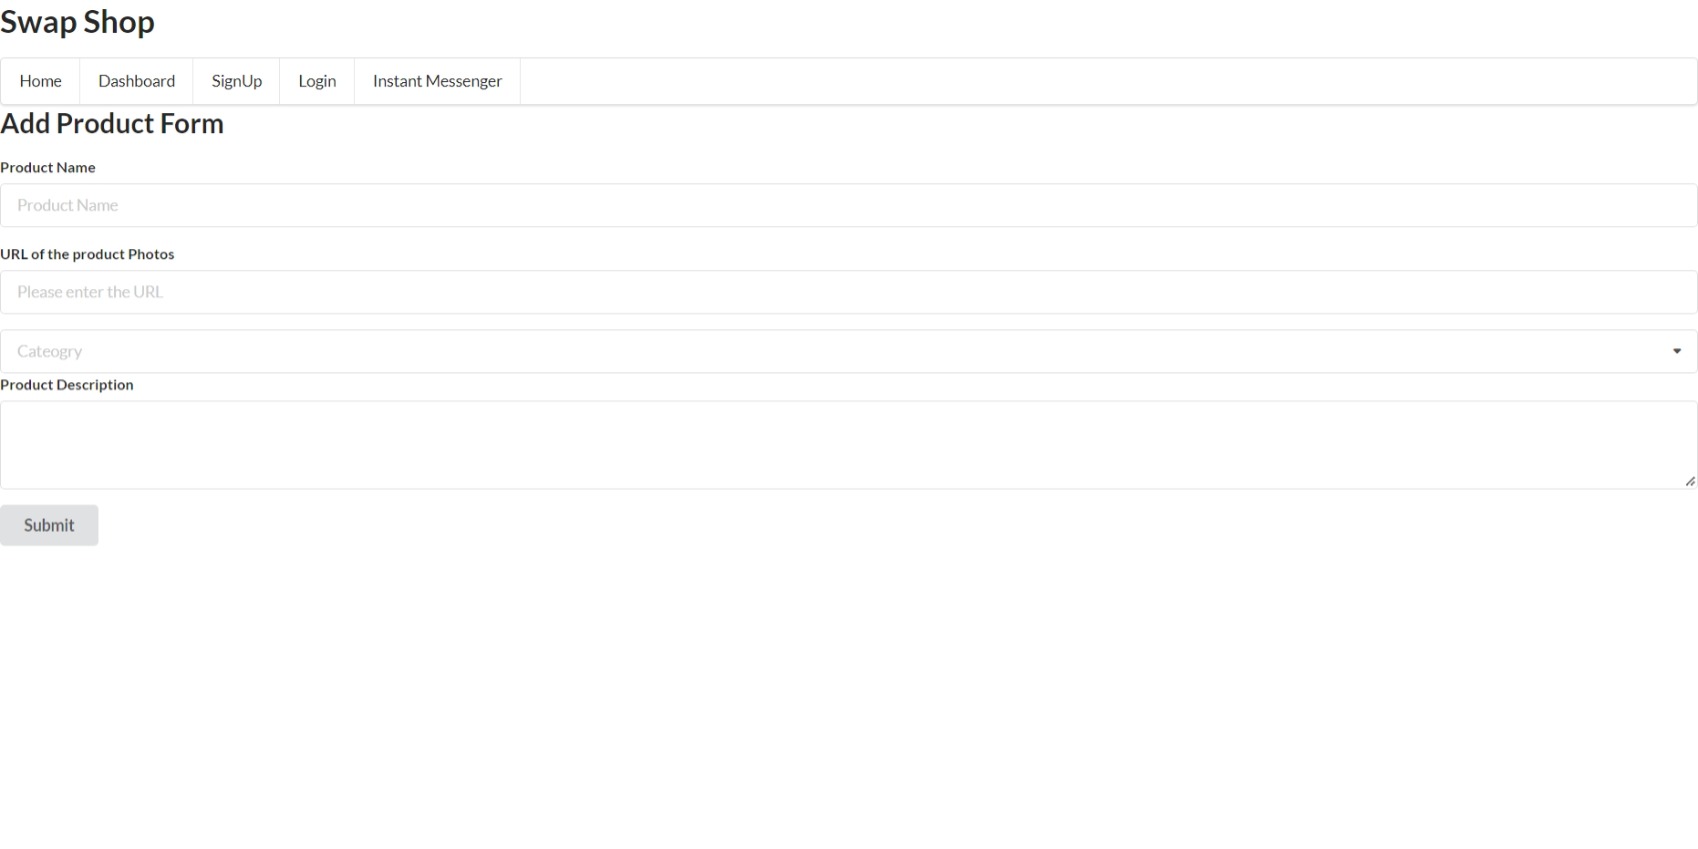 Swap Shop
Home Dashboard SignUp Login Instant Messenger
Add Product Form
Product Name
Product Name
URL of the product Photos
Please enter the URL
Cateogry
Product Description
Submit